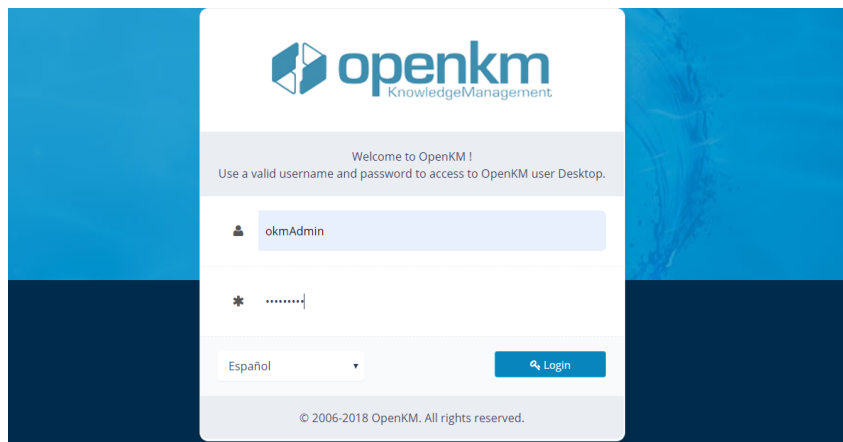 openkm
KnowledgeManagement
Welcome to OpenKM !
Use a valid username and password to access to OpenKM user Desktop.
okmAdmin
•••••••••
Español
Login
© 2006-2018 OpenKM. All rights reserved.